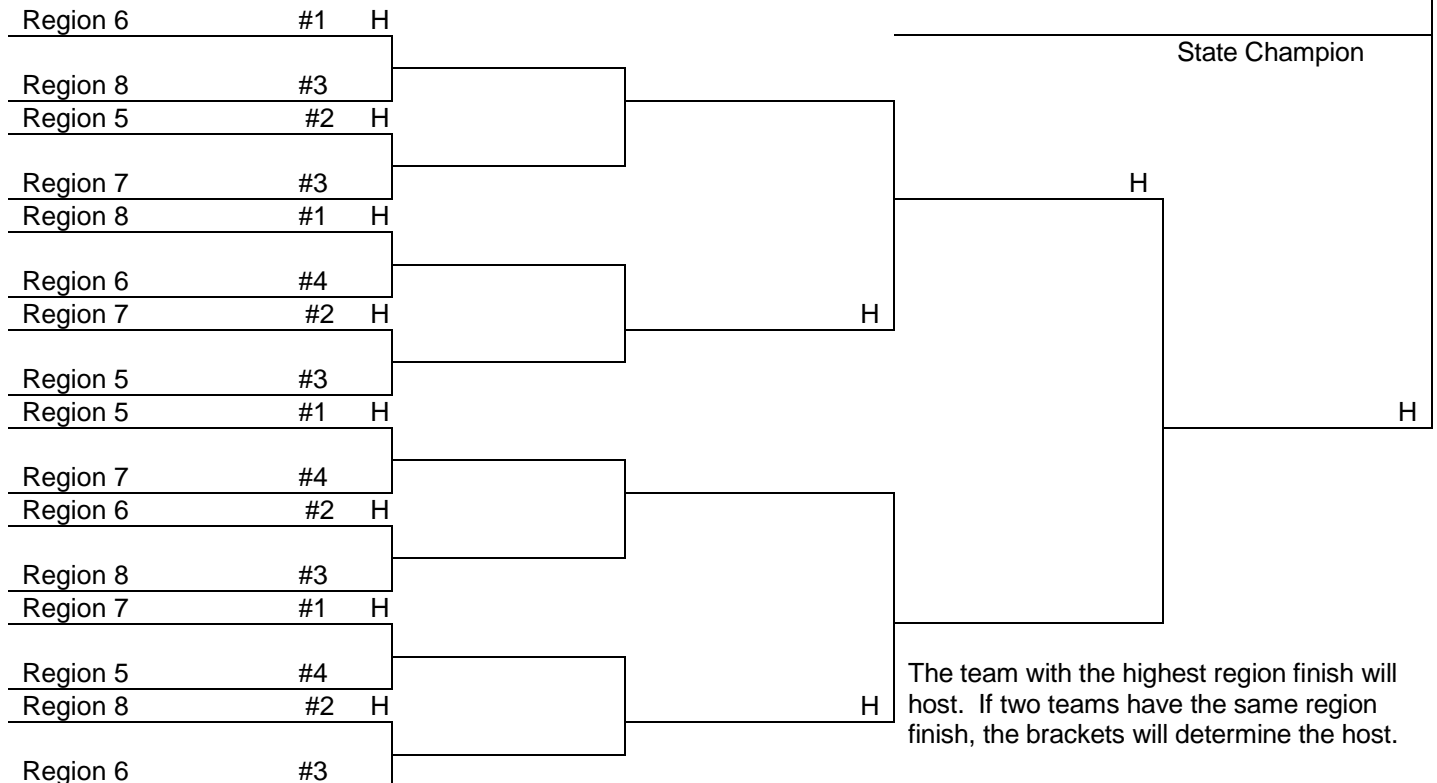 Region 6 #1 H
State Champion
Region 8 #3
Region 5 #2 H
Region 7 #3 H
Region 8 #1 H
Region 6 #4
Region 7 #2 H H
Region 5 #3
Region 5 #1 H H
Region 7 #4
Region 6 #2 H
Region 8 #3
Region 7 #1 H
Region 5 #4 The team with the highest region finish will
Region 8 #2 H H host. If two teams have the same region
finish, the brackets will determine the host.
Region 6 #3